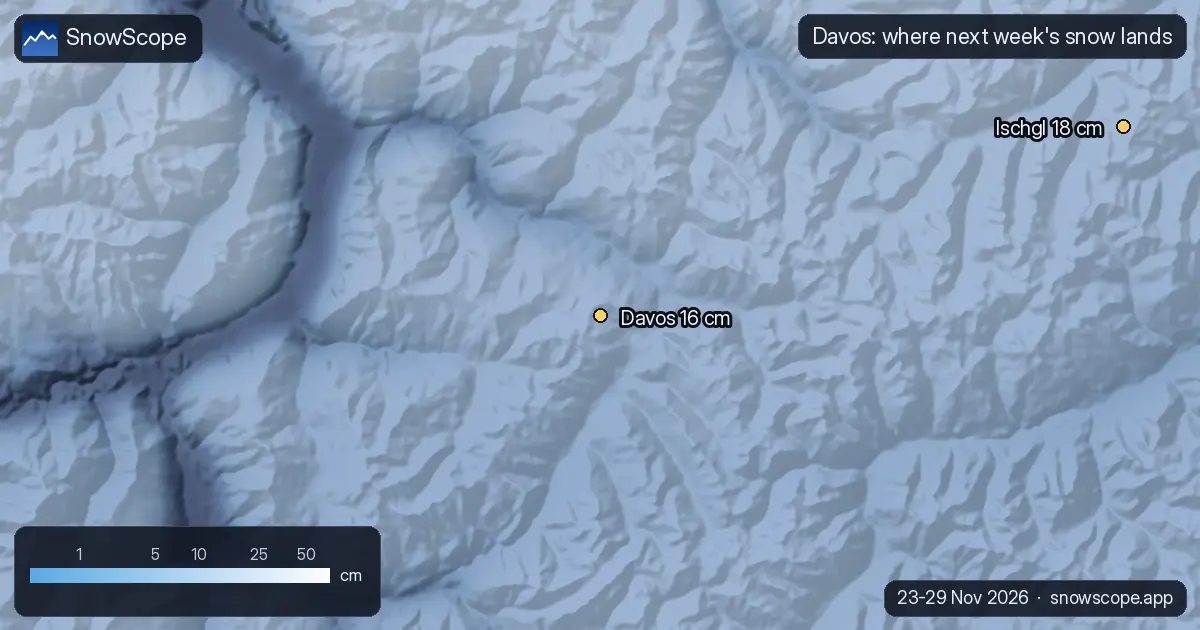 SnowScope
Davos: where next week's snow lands
Ischgl 18 cm
Davos 16 cm
1 5 10 25 50
cm
23-29 Nov 2026 · snowscope.app